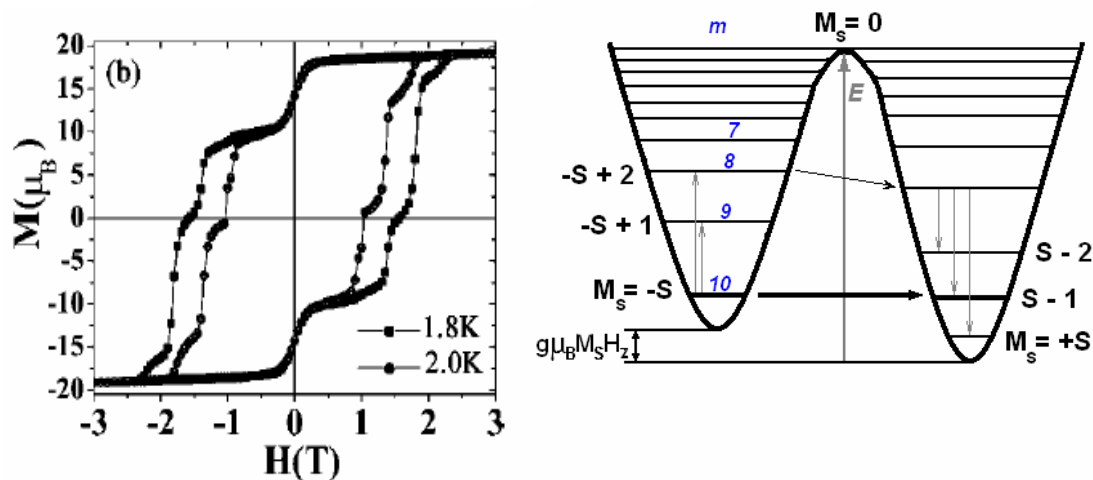 (b)
M(μB)
20
15
10
5
0
-5
-10
-15
-20
1.8K
2.0K
-3 -2 -1 0 1 2 3
H(T)
m
Ms = 0
E
7
-S + 2
8
-S + 1
9
Ms = -S
10
S - 2
S - 1
Ms = +S
gμBMSHz